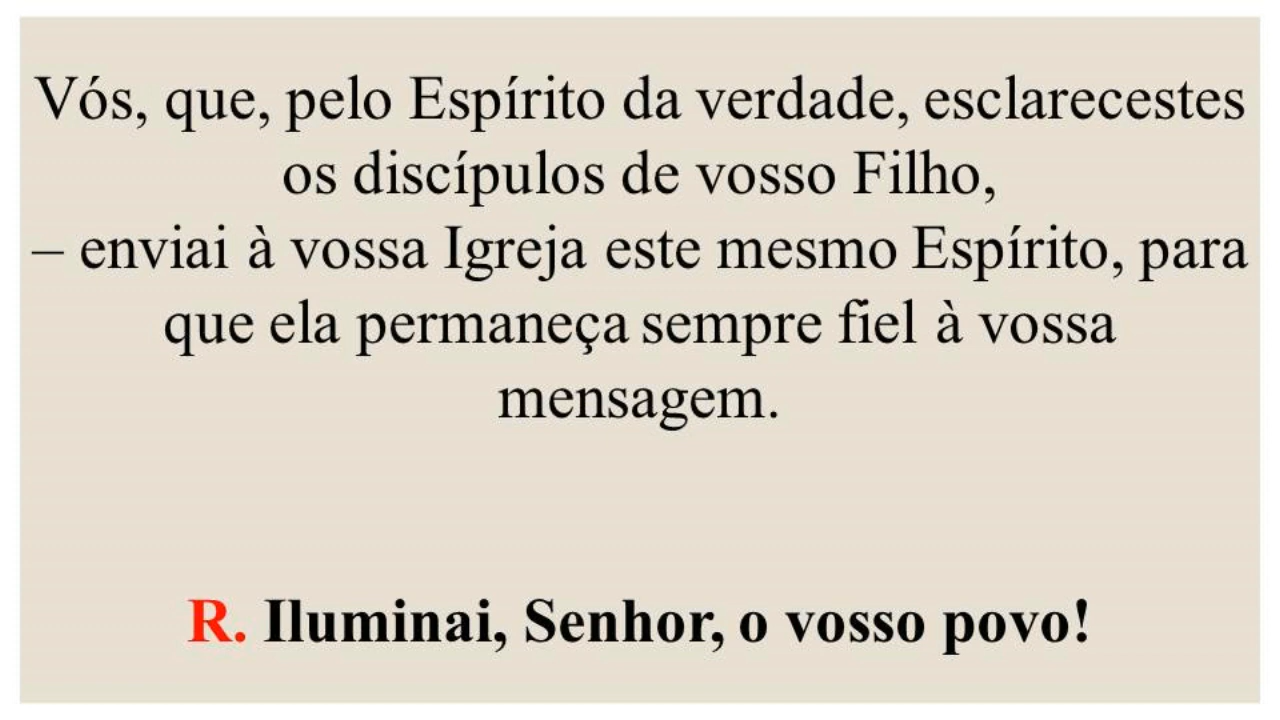 Vós, que, pelo Espírito da verdade, esclarecestes
os discípulos de vosso Filho,
– enviai à vossa Igreja este mesmo Espírito, para
que ela permaneça sempre fiel à vossa
mensagem.
R. Iluminai, Senhor, o vosso povo!